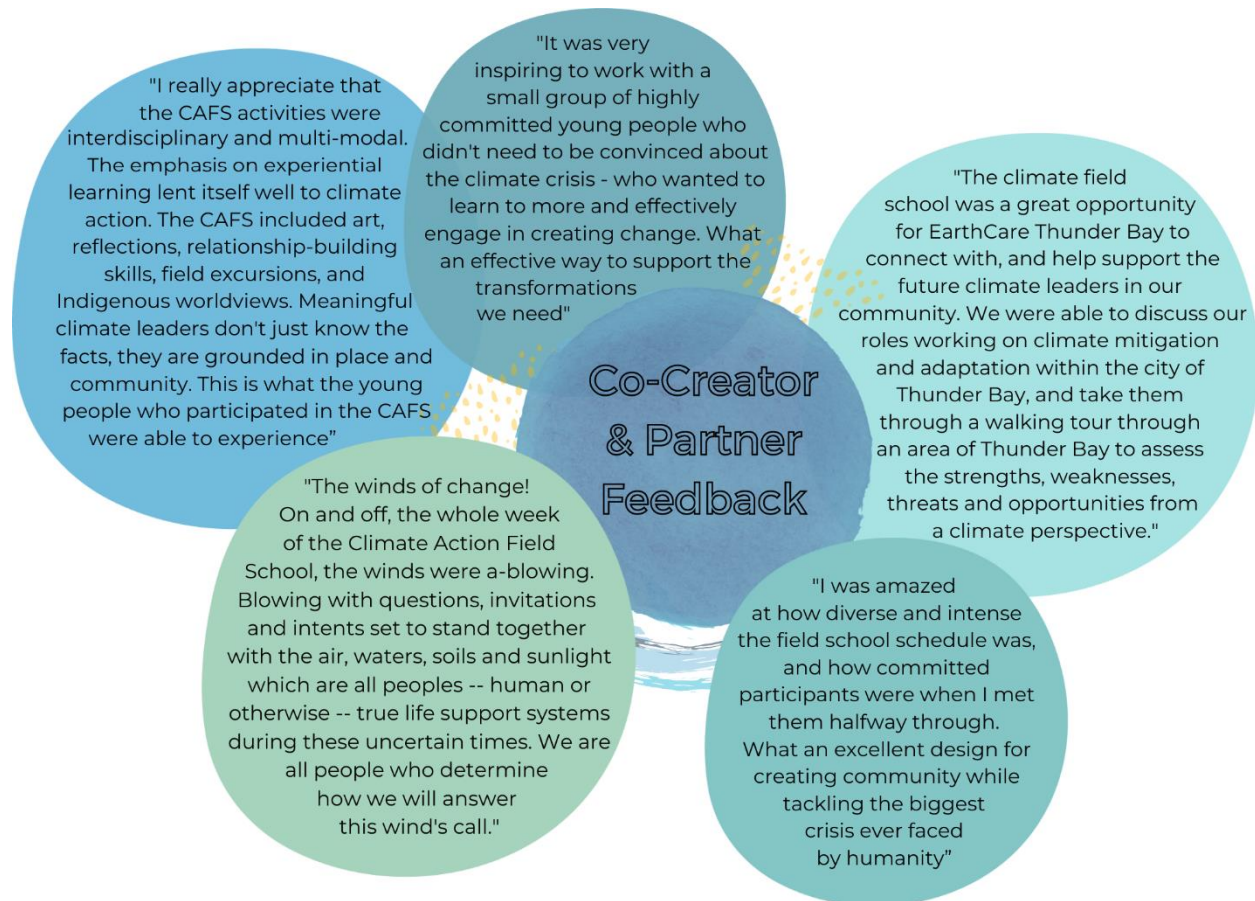 "I really appreciate that
the CAFS activities were
interdisciplinary and multi-modal.
The emphasis on experiential
learning lent itself well to climate
action. The CAFS included art,
reflections, relationship-building
skills, field excursions, and
Indigenous worldviews. Meaningful
climate leaders don't just know the
facts, they are grounded in place and
community. This is what the young
people who participated in the CAFS
were able to experience”
"It was very
inspiring to work with a
small group of highly
committed young people who
didn't need to be convinced about
the climate crisis - who wanted to
learn to more and effectively
engage in creating change. What
an effective way to support the
transformations
we need"
"The climate field
school was a great opportunity
for EarthCare Thunder Bay to
connect with, and help support the
future climate leaders in our
community. We were able to discuss our
roles working on climate mitigation
and adaptation within the city of
Thunder Bay, and take them
through a walking tour through
an area of Thunder Bay to assess
the strengths, weaknesses,
threats and opportunities from
a climate perspective."
Co-Creator
& Partner
Feedback
"The winds of change!
On and off, the whole week
of the Climate Action Field
School, the winds were a-blowing.
Blowing with questions, invitations
and intents set to stand together
with the air, waters, soils and sunlight
which are all peoples -- human or
otherwise -- true life support systems
during these uncertain times. We are
all people who determine
how we will answer
this wind's call."
"I was amazed
at how diverse and intense
the field school schedule was,
and how committed
participants were when I met
them halfway through.
What an excellent design for
creating community while
tackling the biggest
crisis ever faced
by humanity”